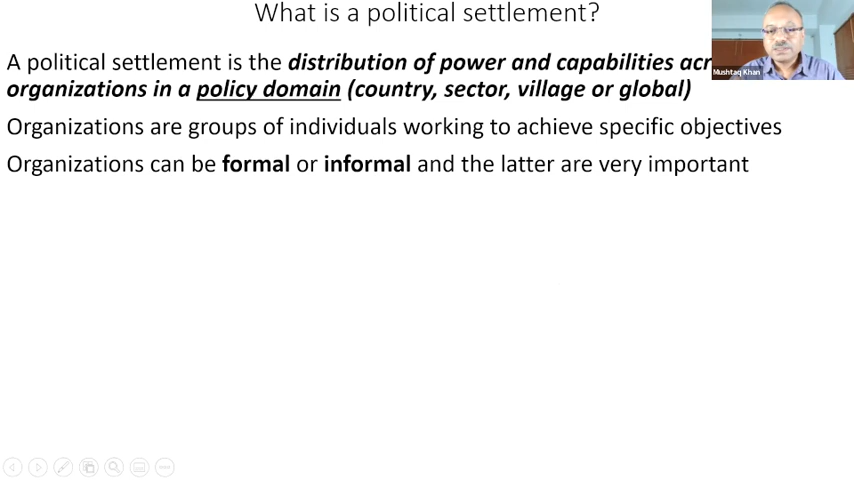 What is a political settlement?
A political settlement is the distribution of power and capabilities
organizations in a policy domain (country, sector, village or global)
Organizations are groups of individuals working to achieve specific objectives
Organizations can be formal or informal and the latter are very important
Mushtaq Khan